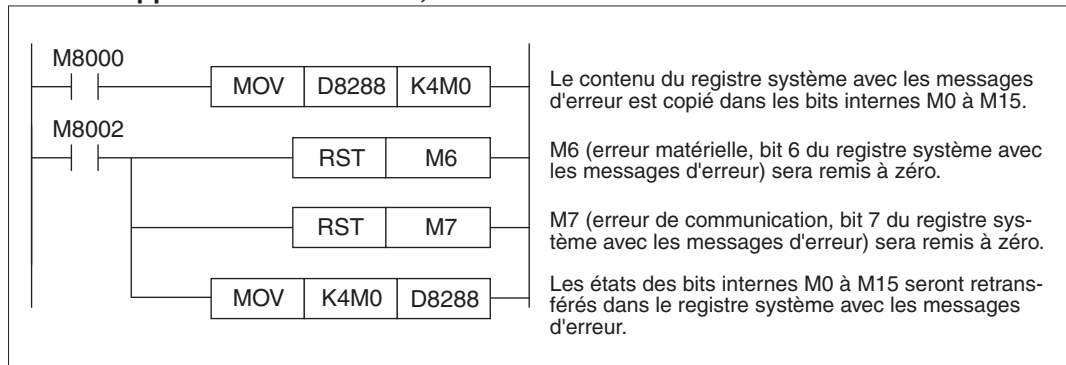 M8000
MOV D8288 K4M0
Le contenu du registre système avec les messages
d'erreur est copié dans les bits internes M0 à M15.
M8002
RST M6
M6 (erreur matérielle, bit 6 du registre système avec
les messages d'erreur) sera remis à zéro.
RST M7
M7 (erreur de communication, bit 7 du registre sys-
tème avec les messages d'erreur) sera remis à zéro.
MOV K4M0 D8288
Les états des bits internes M0 à M15 seront retrans-
férés dans le registre système avec les messages
d'erreur.